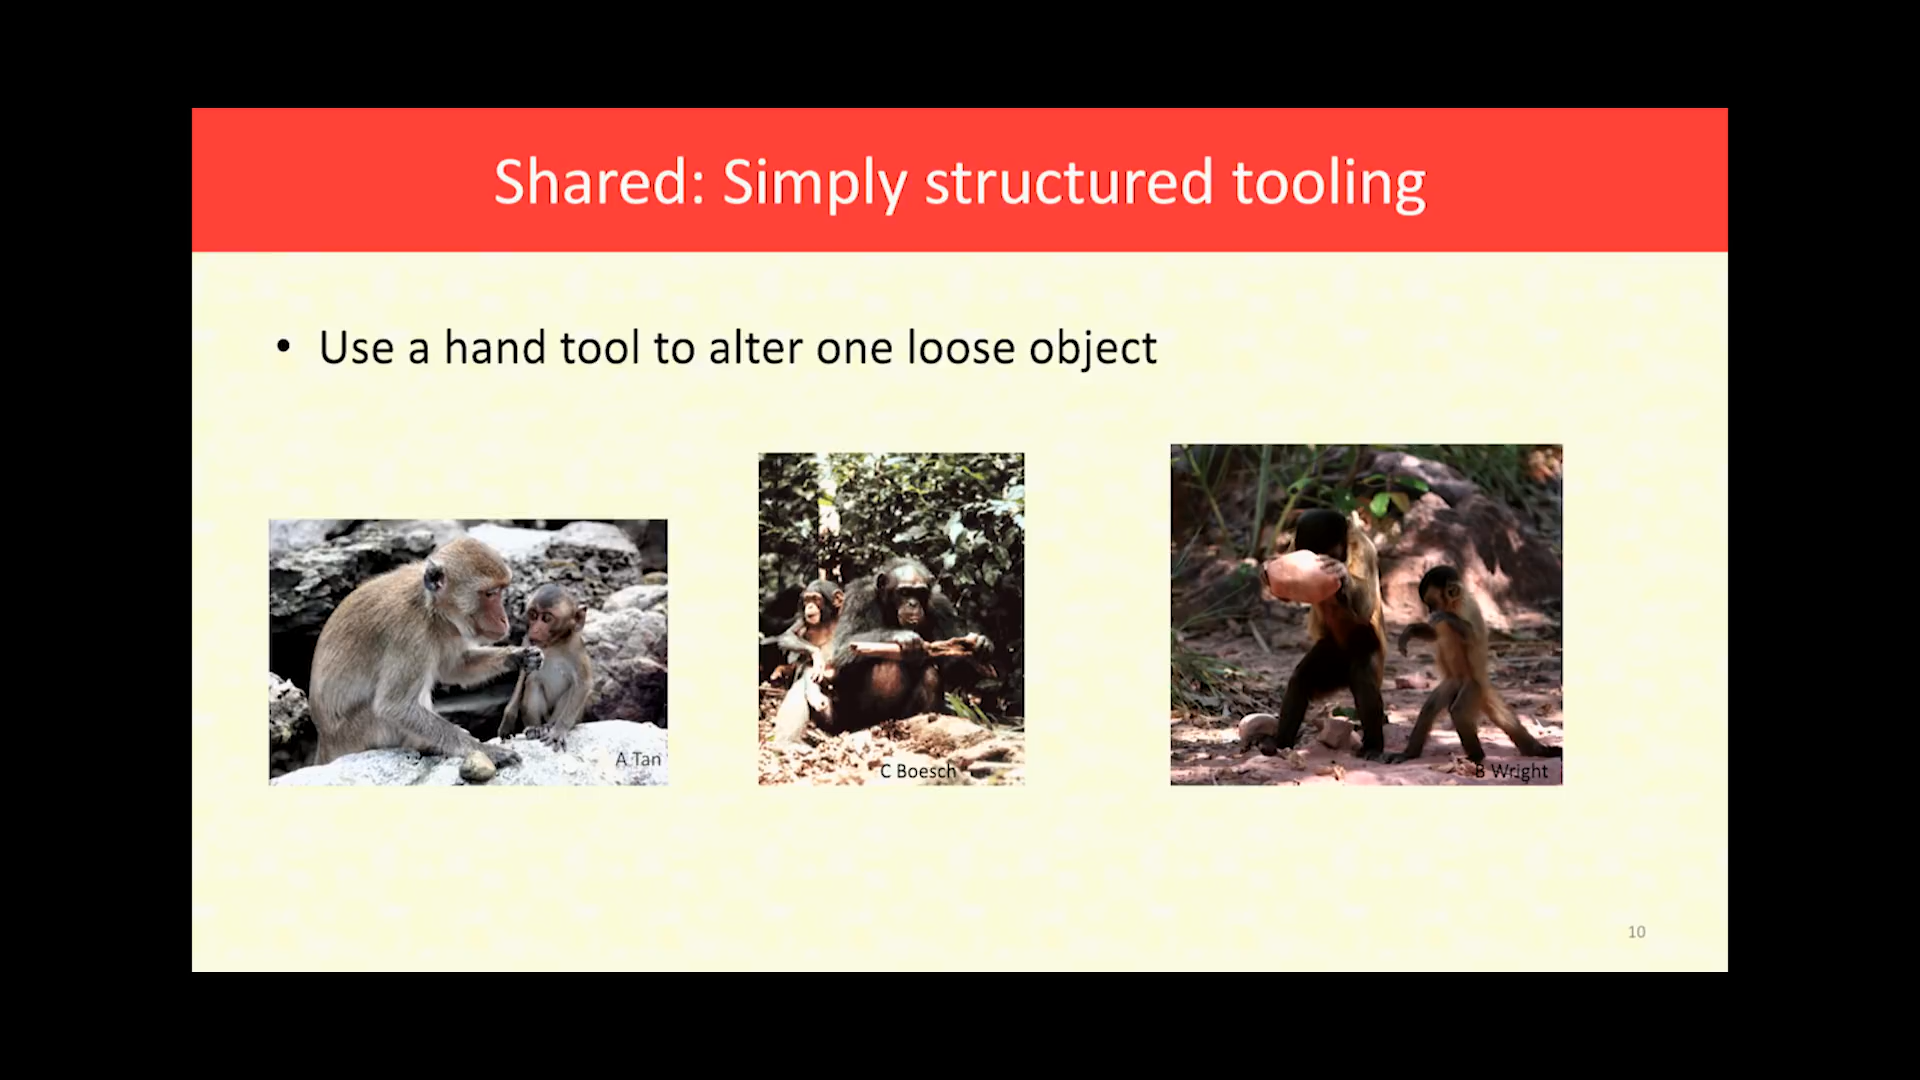 Shared: Simply structured tooling
• Use a hand tool to alter one loose object
A Tan
C Boesch
B Wright
10